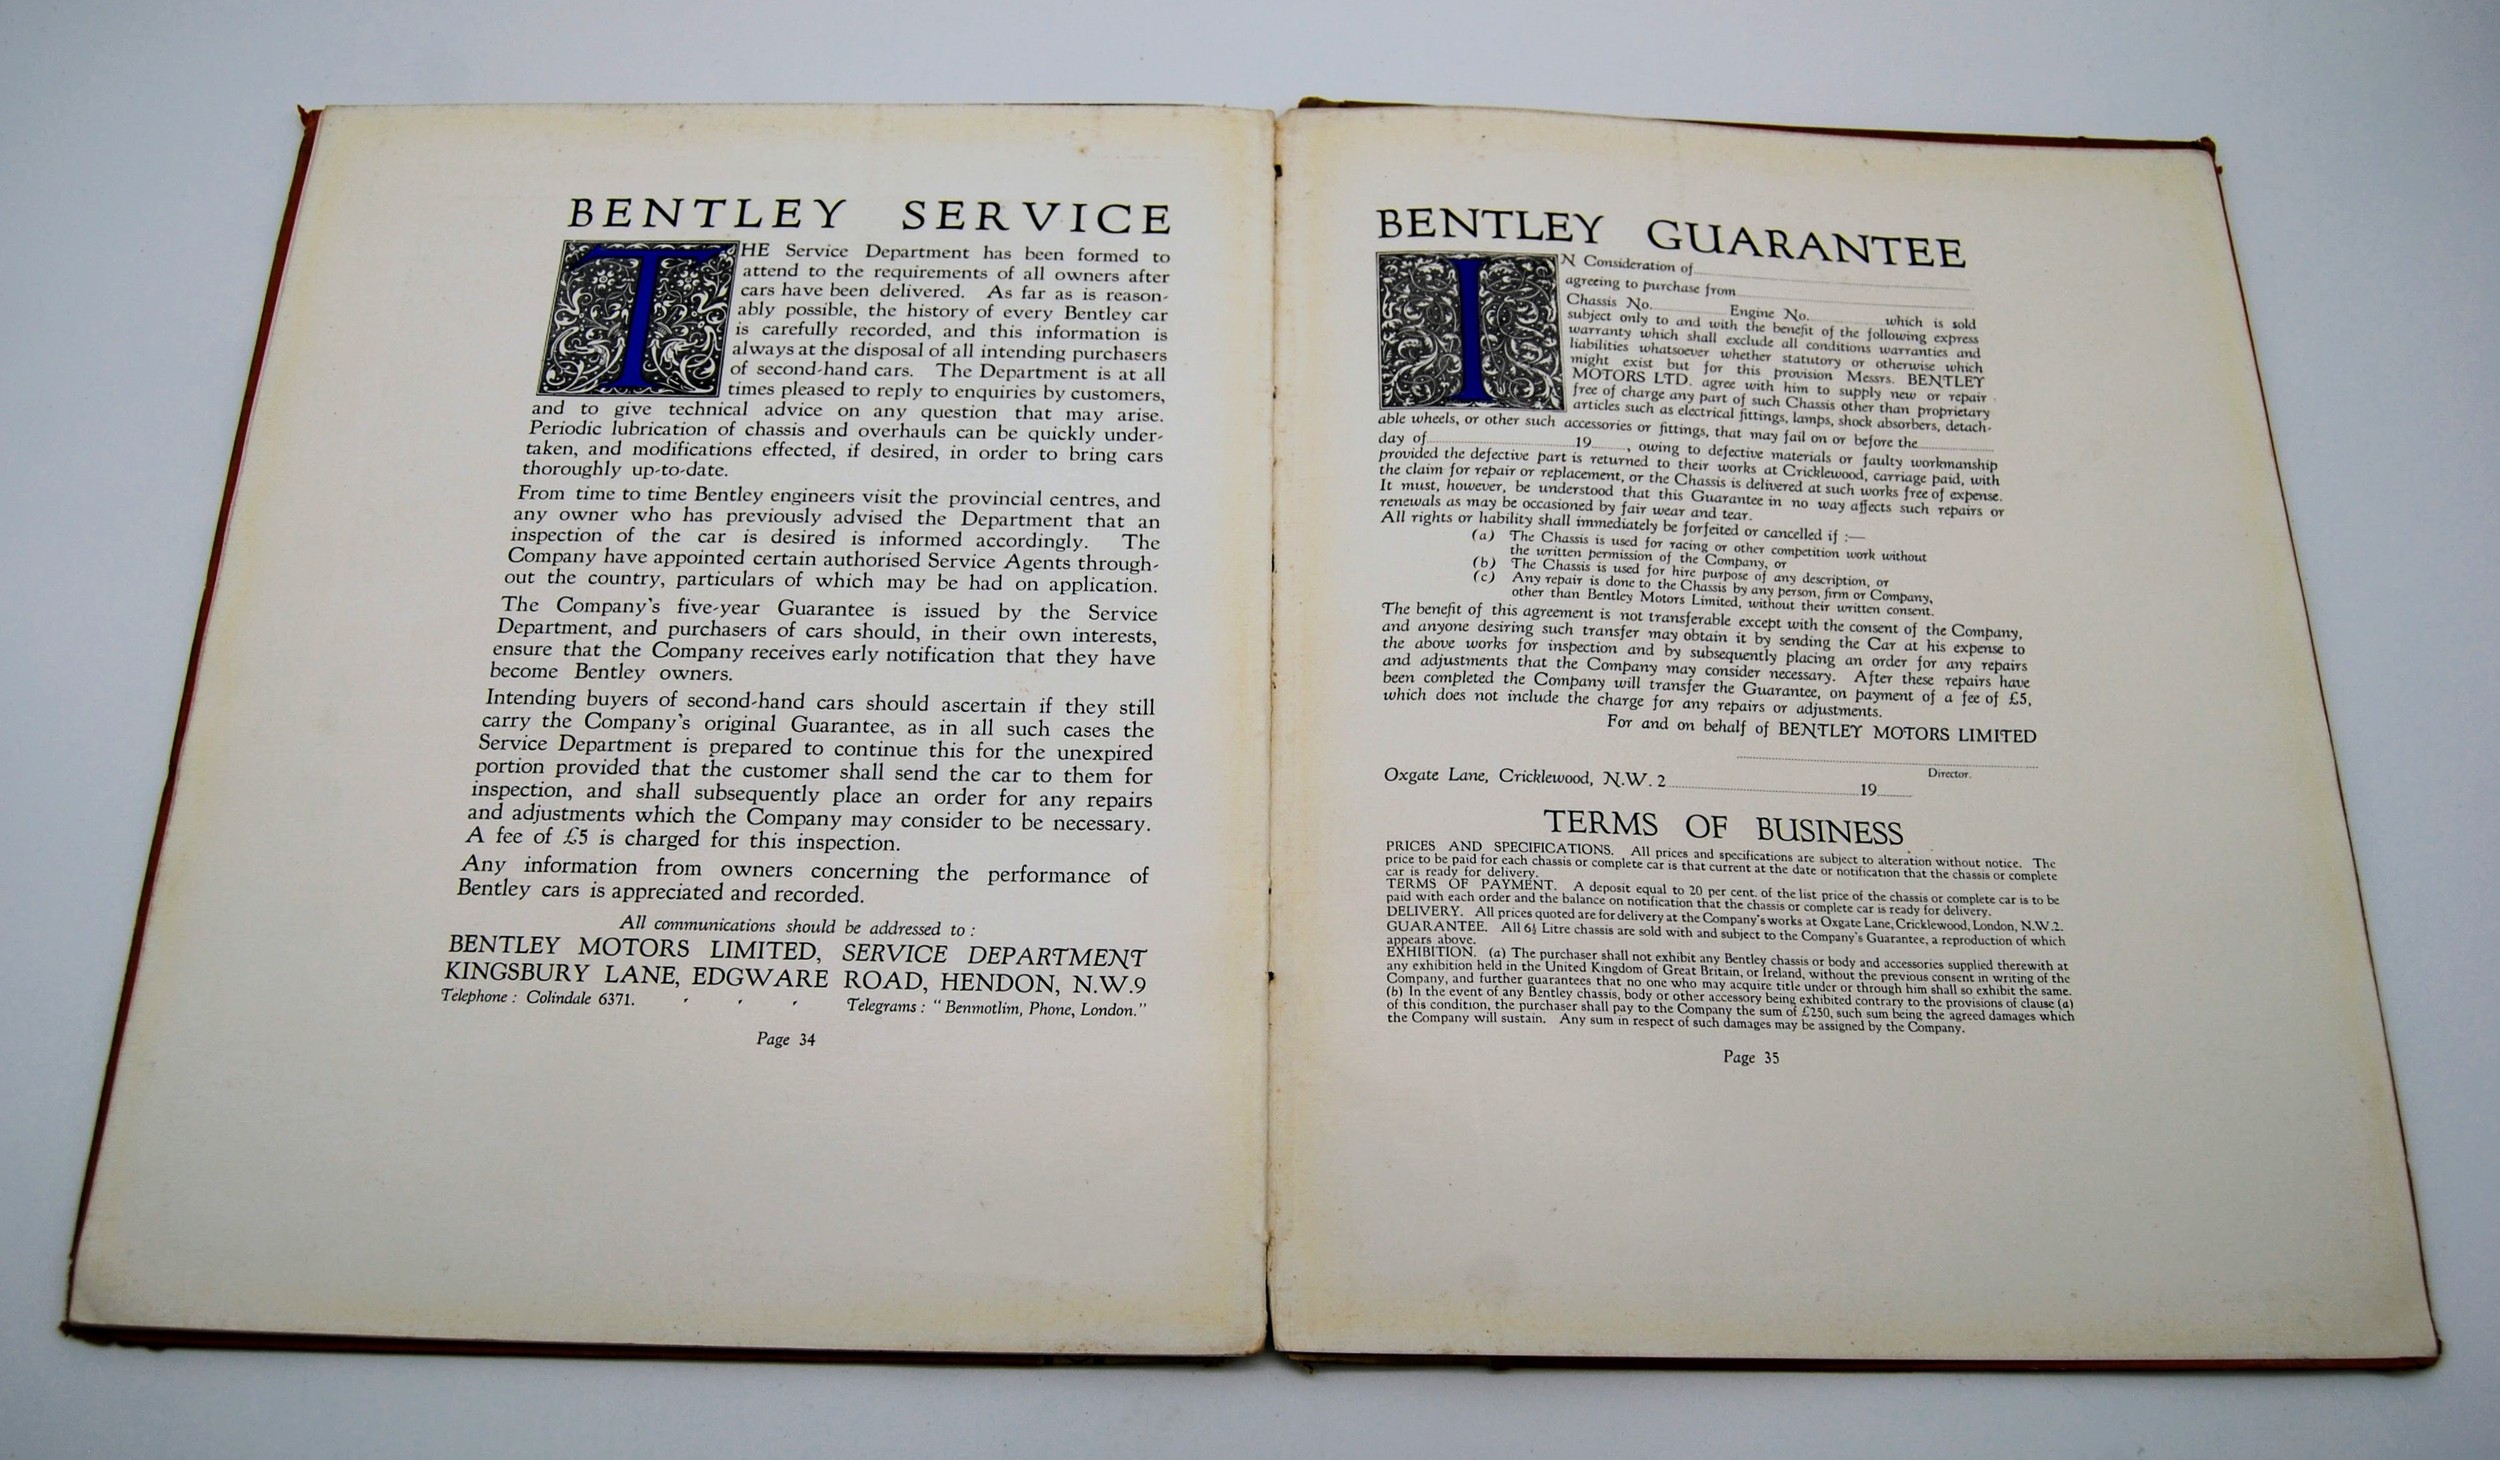 BENTLEY SERVICE
THE Service Department has been formed to
attend to the requirements of all owners after
cars have been delivered. As far as is reason-
ably possible, the history of every Bentley car
is carefully recorded, and this information is
always at the disposal of all intending purchasers
of second-hand cars. The Department is at all
times pleased to reply to enquiries by customers,
and to give technical advice on any question that may arise.
Periodic lubrication of chassis and overhauls can be quickly under-
taken, and modifications effected, if desired, in order to bring cars
thoroughly up-to-date.
From time to time Bentley engineers visit the provincial centres, and
any owner who has previously advised the Department that an
inspection of the car is desired is informed accordingly. The
Company have appointed certain authorised Service Agents through-
out the country, particulars of which may be had on application.
The Company's five-year Guarantee is issued by the Service
Department, and purchasers of cars should, in their own interests,
ensure that the Company receives early notification that they have
become Bentley owners.
Intending buyers of second-hand cars should ascertain if they still
carry the Company's original Guarantee, as in all such cases the
Service Department is prepared to continue this for the unexpired
portion provided that the customer shall send the car to them for
inspection, and shall subsequently place an order for any repairs
and adjustments which the Company may consider to be necessary.
A fee of £5 is charged for this inspection.
Any information from owners concerning the performance of
Bentley cars is appreciated and recorded.
All communications should be addressed to :
BENTLEY MOTORS LIMITED, SERVICE DEPARTMENT
KINGSBURY LANE, EDGWARE ROAD, HENDON, N.W.9
Telephone : Colindale 6371. ' ' ' Telegrams : "Benmotlim, Phone, London."
Page 34
BENTLEY GUARANTEE
IN Consideration of
agreeing to purchase from
Chassis No. Engine No. which is sold
subject only to and with the benefit of the following express
warranty which shall exclude all conditions warranties and
liabilities whatsoever whether statutory or otherwise which
might exist but for this provision Messrs. BENTLEY
MOTORS LTD. agree with him to supply new or repair
free of charge any part of such Chassis other than proprietary
articles such as electrical fittings, lamps, shock absorbers, detach-
able wheels, or other such accessories or fittings, that may fail on or before the
day of 19 , owing to defective materials or faulty workmanship
provided the defective part is returned to their works at Cricklewood, carriage paid, with
the claim for repair or replacement, or the Chassis is delivered at such works free of expense.
It must, however, be understood that this Guarantee in no way affects such repairs or
renewals as may be occasioned by fair wear and tear.
All rights or liability shall immediately be forfeited or cancelled if :—
(a) The Chassis is used for racing or other competition work without
the written permission of the Company, or
(b) The Chassis is used for hire purpose of any description, or
(c) Any repair is done to the Chassis by any person, firm or Company,
other than Bentley Motors Limited, without their written consent.
The benefit of this agreement is not transferable except with the consent of the Company,
and anyone desiring such transfer may obtain it by sending the Car at his expense to
the above works for inspection and by subsequently placing an order for any repairs
and adjustments that the Company may consider necessary. After these repairs have
been completed the Company will transfer the Guarantee, on payment of a fee of £5,
which does not include the charge for any repairs or adjustments.
For and on behalf of BENTLEY MOTORS LIMITED
Director.
Oxgate Lane, Cricklewood, N.W. 2 19
TERMS OF BUSINESS
PRICES AND SPECIFICATIONS. All prices and specifications are subject to alteration without notice. The
price to be paid for each chassis or complete car is that current at the date or notification that the chassis or complete
car is ready for delivery.
TERMS OF PAYMENT. A deposit equal to 20 per cent. of the list price of the chassis or complete car is to be
paid with each order and the balance on notification that the chassis or complete car is ready for delivery.
DELIVERY. All prices quoted are for delivery at the Company's works at Oxgate Lane, Cricklewood, London, N.W.2.
GUARANTEE. All 6½ Litre chassis are sold with and subject to the Company's Guarantee, a reproduction of which
appears above.
EXHIBITION. (a) The purchaser shall not exhibit any Bentley chassis or body and accessories supplied therewith at
any exhibition held in the United Kingdom of Great Britain, or Ireland, without the previous consent in writing of the
Company, and further guarantees that no one who may acquire title under or through him shall so exhibit the same.
(b) In the event of any Bentley chassis, body or other accessory being exhibited contrary to the provisions of clause (a)
of this condition, the purchaser shall pay to the Company the sum of £250, such sum being the agreed damages which
the Company will sustain. Any sum in respect of such damages may be assigned by the Company.
Page 35